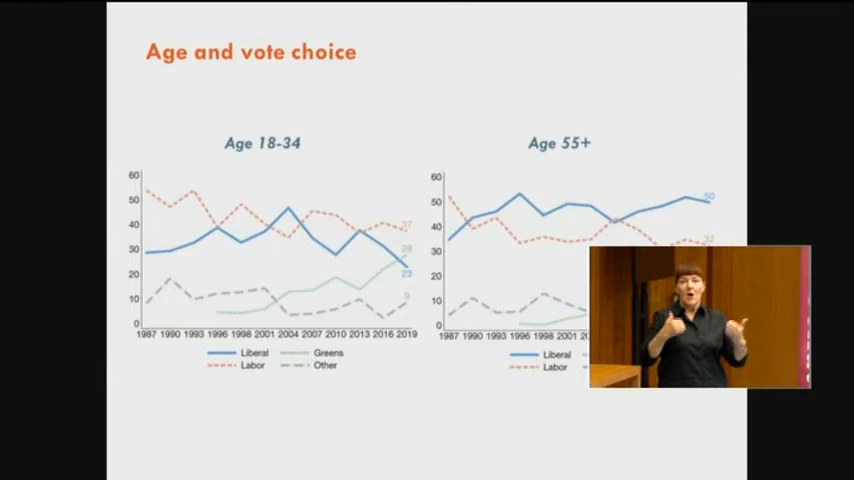 Age and vote choice
Age 18-34
60
50
40
30
20
10
0
37
28
23
9
1987 1990 1993 1996 1998 2001 2004 2007 2010 2013 2016 2019
Liberal Greens
Labor Other
Age 55+
60
50
40
30
20
10
0
50
32
1987 1990 1993 1996 1998 2001 20
Liberal
Labor